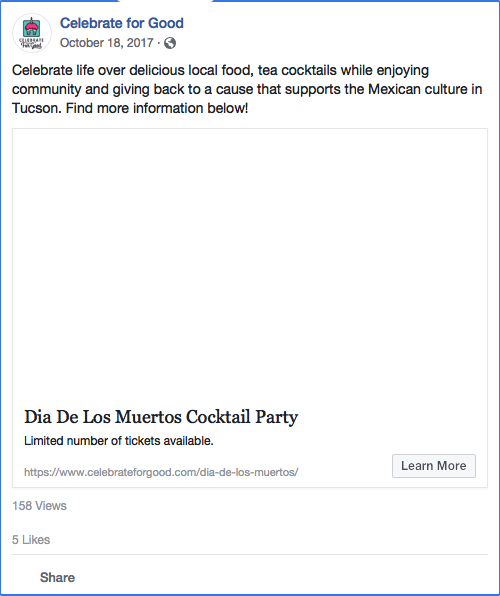 Celebrate for Good
October 18, 2017 ·
CELEBRATE
Celebrate life over delicious local food, tea cocktails while enjoying
community and giving back to a cause that supports the Mexican culture in
Tucson. Find more information below!
Dia De Los Muertos Cocktail Party
Limited number of tickets available.
https://www.celebrateforgood.com/dia-de-los-muertos/
Learn More
158 Views
5 Likes
Share